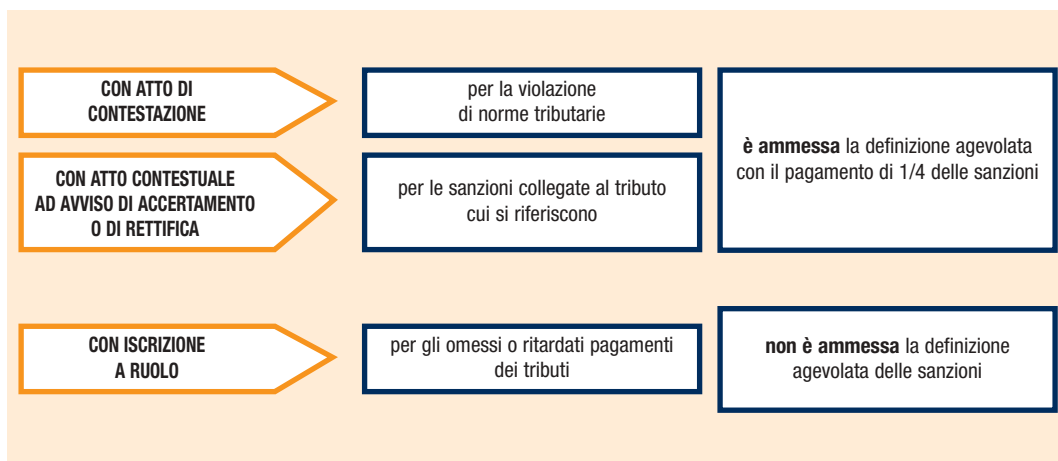 CON ATTO DI
CONTESTAZIONE
per la violazione
di norme tributarie
CON ATTO CONTESTUALE
AD AVVISO DI ACCERTAMENTO
O DI RETTIFICA
per le sanzioni collegate al tributo
cui si riferiscono
è ammessa la definizione agevolata
con il pagamento di 1/4 delle sanzioni
CON ISCRIZIONE
A RUOLO
per gli omessi o ritardati pagamenti
dei tributi
non è ammessa la definizione
agevolata delle sanzioni